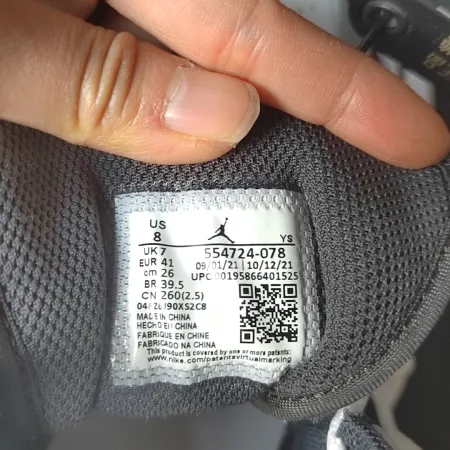 US
8 YS
UK 7 554724-078
EUR 41 09/01/21 | 10/12/21
cm 26 UPC 00195866401525
BR 39.5
CN 260(2.5)
MADE IN CHINA
HECHO EN CHINA
FABRIQUE EN CHINE
FABRICADO NA CHINA
This product is covered by one or more patents:
www.nike.com/patentsvirtualmarking